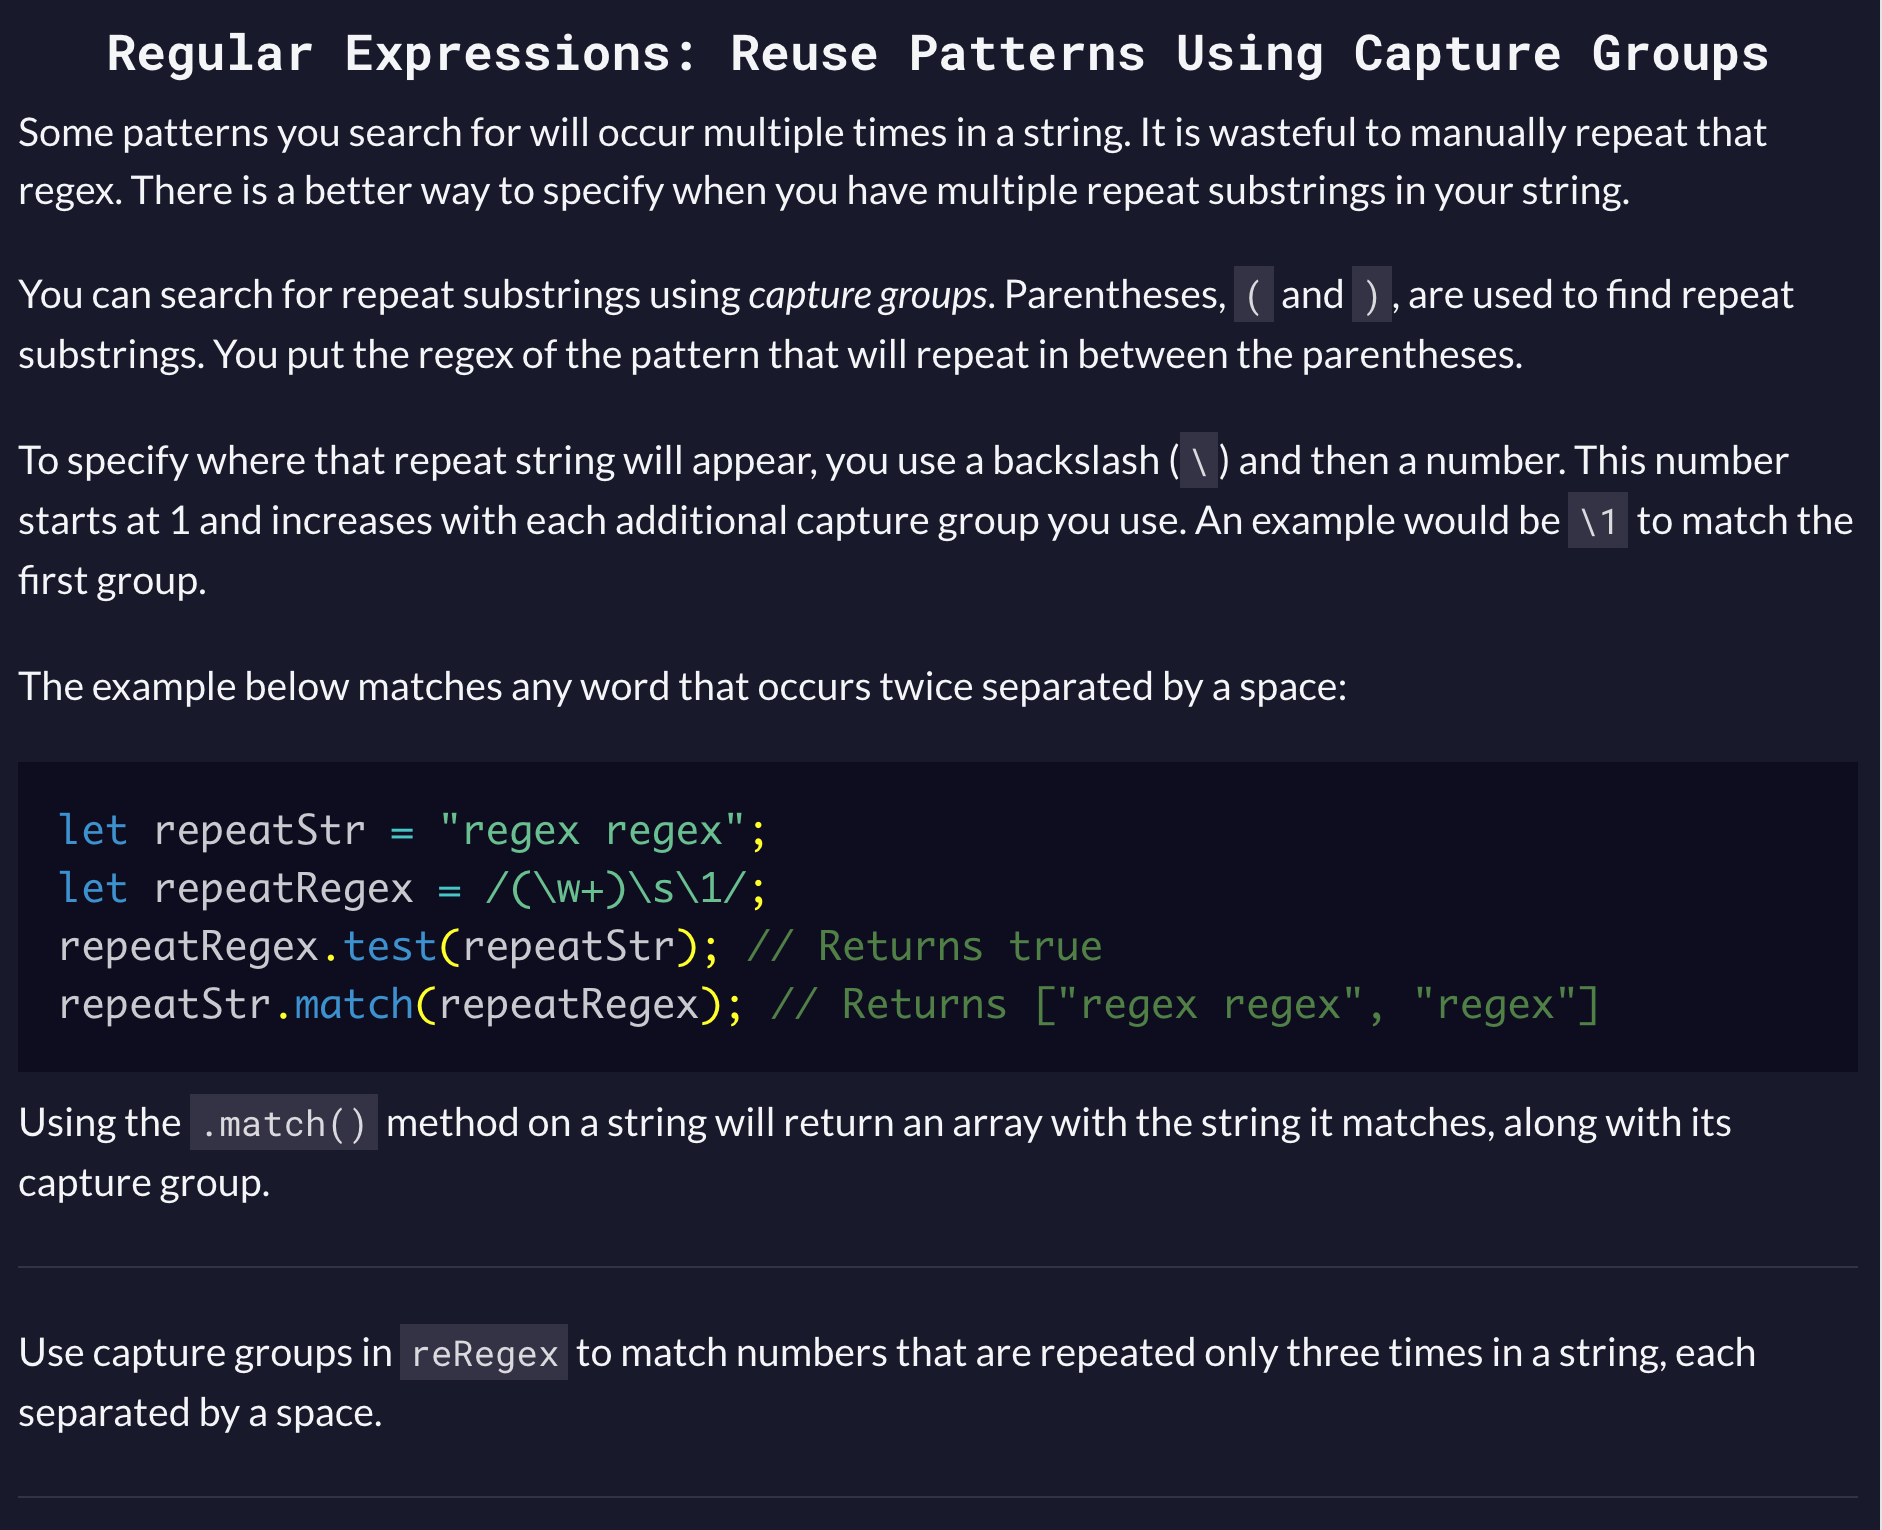 Regular Expressions: Reuse Patterns Using Capture Groups
Some patterns you search for will occur multiple times in a string. It is wasteful to manually repeat that
regex. There is a better way to specify when you have multiple repeat substrings in your string.
You can search for repeat substrings using capture groups. Parentheses, ( and ), are used to find repeat
substrings. You put the regex of the pattern that will repeat in between the parentheses.
To specify where that repeat string will appear, you use a backslash (\) and then a number. This number
starts at 1 and increases with each additional capture group you use. An example would be \1 to match the
first group.
The example below matches any word that occurs twice separated by a space:
let repeatStr = "regex regex";
let repeatRegex = /(\w+)\s\1/;
repeatRegex.test(repeatStr); // Returns true
repeatStr.match(repeatRegex); // Returns ["regex regex", "regex"]
Using the .match() method on a string will return an array with the string it matches, along with its
capture group.
Use capture groups in reRegex to match numbers that are repeated only three times in a string, each
separated by a space.